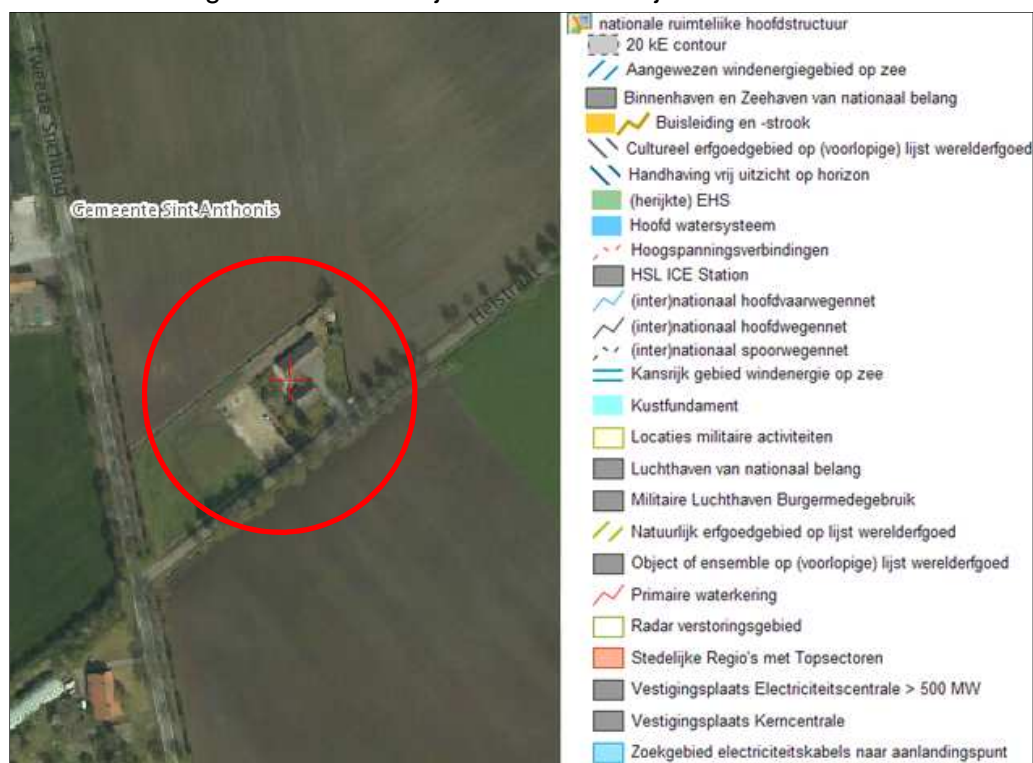 Tweede Stichting
Gemeente Sint Anthonis
nationale ruimtelijke hoofdstructuur
20 kE contour
Aangewezen windenergiegebied op zee
Binnenhaven en Zeehaven van nationaal belang
Buisleiding en -strook
Cultureel erfgoedgebied op (voorlopige) lijst werelderfgoed
Handhaving vrij uitzicht op horizon
(herijkte) EHS
Hoofd watersysteem
Hoogspanningsverbindingen
HSL ICE Station
(inter)nationaal hoofdvaarwegennet
(inter)nationaal hoofdwegennet
(inter)nationaal spoorwegennet
Kansrijk gebied windenergie op zee
Kustfundament
Locaties militaire activiteiten
Luchthaven van nationaal belang
Militaire Luchthaven Burgermedegebruik
Natuurlijk erfgoedgebied op lijst werelderfgoed
Object of ensemble op (voorlopige) lijst werelderfgoed
Primaire waterkering
Radar verstoringsgebied
Stedelijke Regio's met Topsectoren
Vestigingsplaats Electriciteitscentrale > 500 MW
Vestigingsplaats Kerncentrale
Zoekgebied electriciteitskabels naar aanlandingspunt